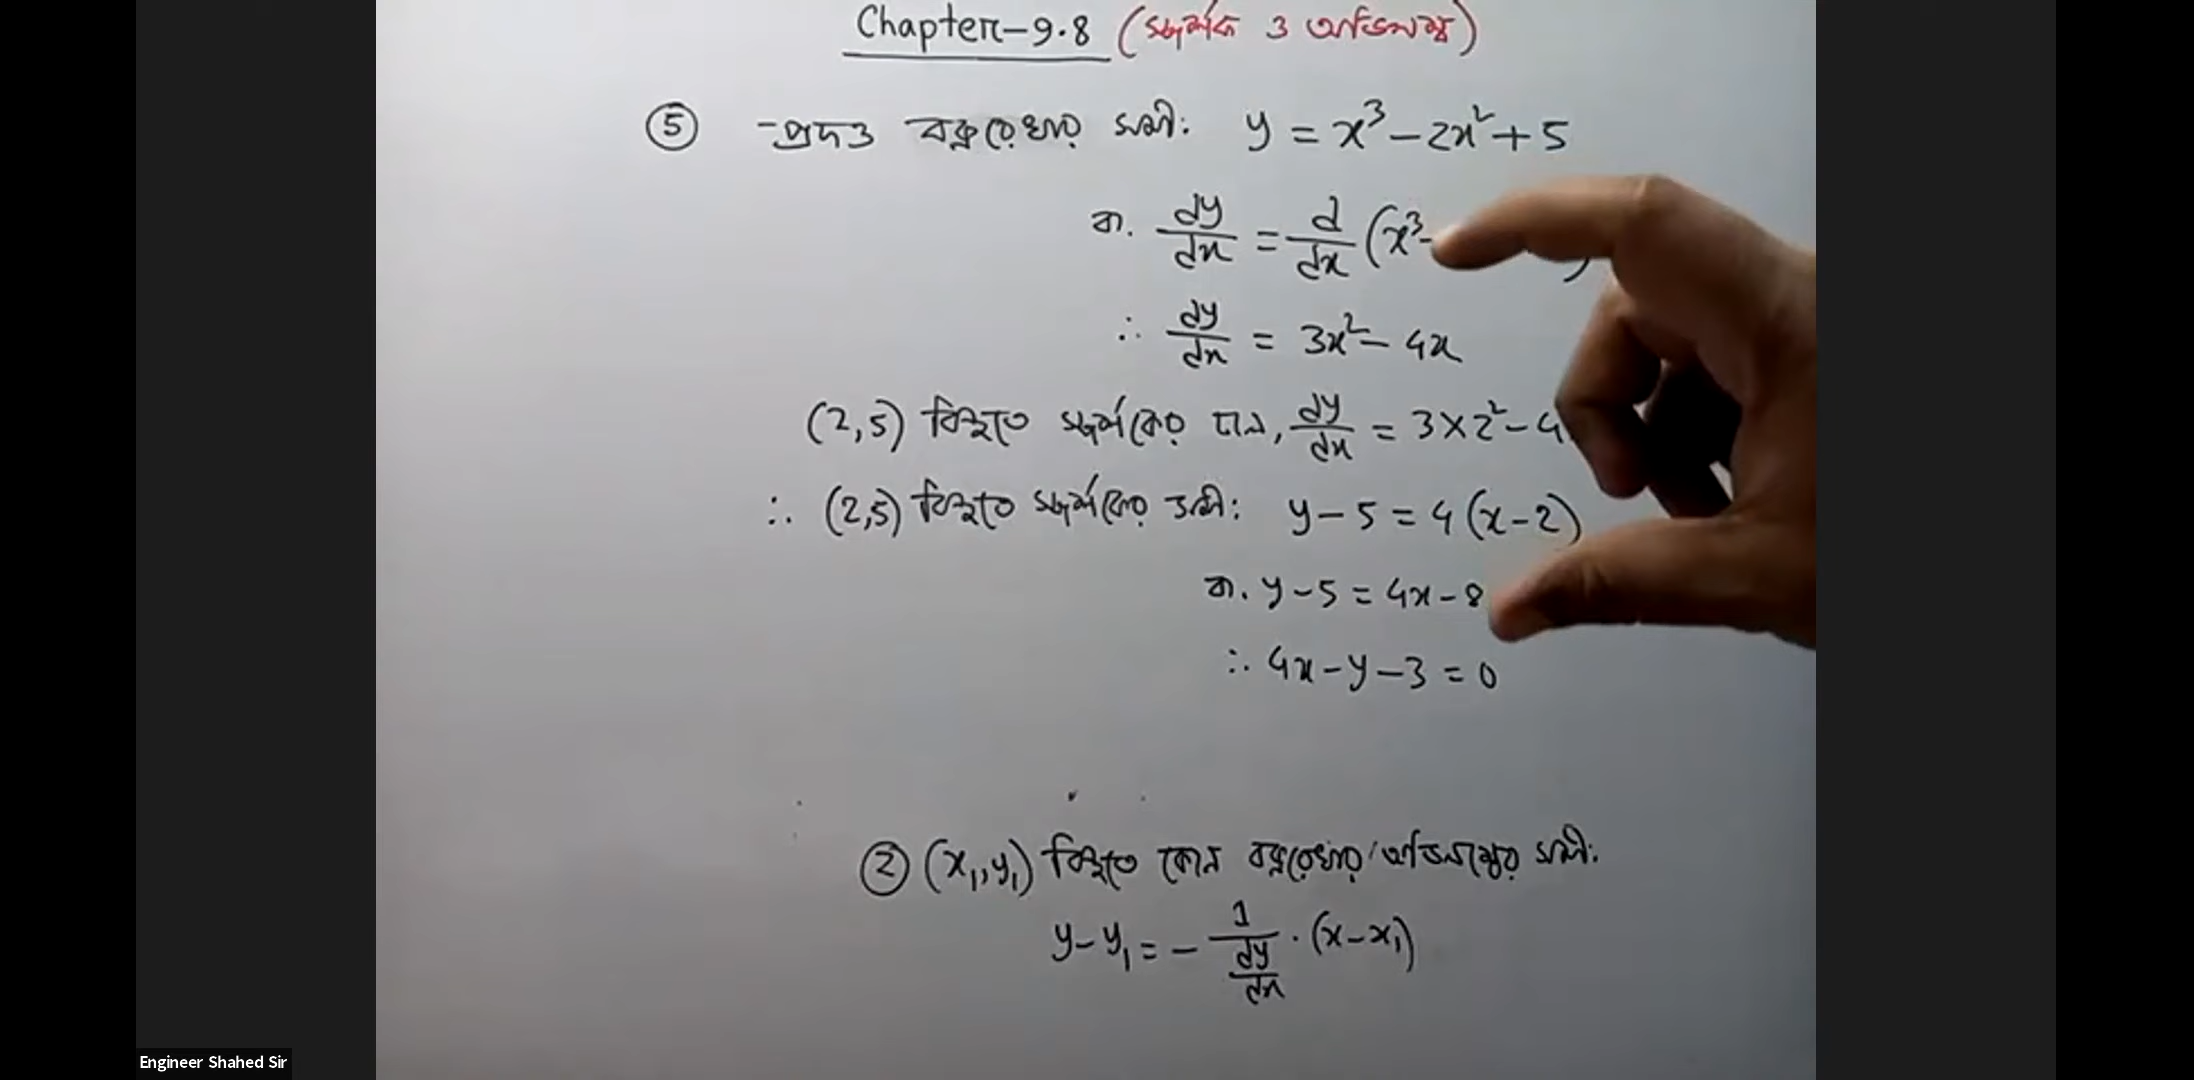 Chapter-9.8 (স্পর্শক ও অভিলম্ব)
⑤ প্রদত্ত বক্ররেখার সমী: y = x³ − 2x² + 5
বা. dy/dx = d/dx (x³ −
∴ dy/dx = 3x² − 4x
(2,5) বিন্দুতে স্পর্শকের ঢাল, dy/dx = 3×2² − 4
∴ (2,5) বিন্দুতে স্পর্শকের সমী: y − 5 = 4(x − 2)
বা. y − 5 = 4x − 8
∴ 4x − y − 3 = 0
② (x₁, y₁) বিন্দুতে কোন বক্ররেখার অভিলম্বের সমী:
y − y₁ = − 1/(dy/dx) · (x − x₁)
Engineer Shahed Sir